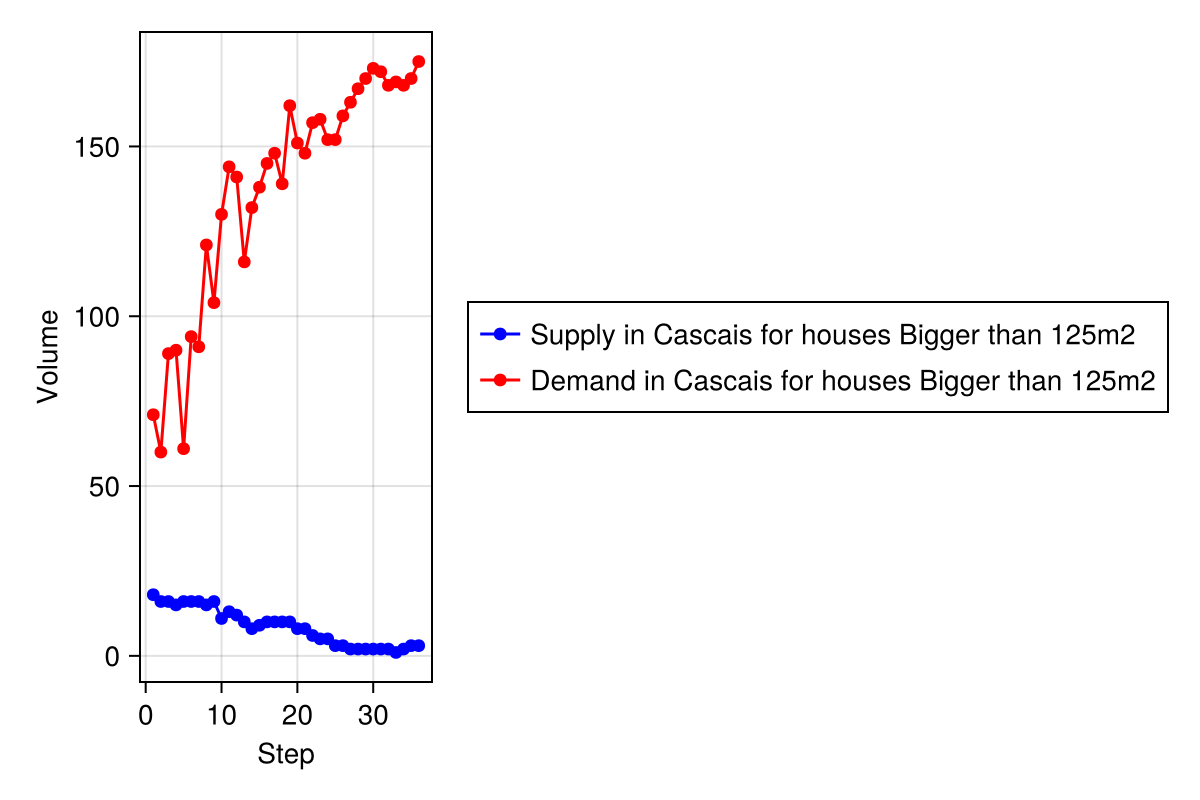 Volume
150
100
50
0
0 10 20 30
Step
Supply in Cascais for houses Bigger than 125m2
Demand in Cascais for houses Bigger than 125m2